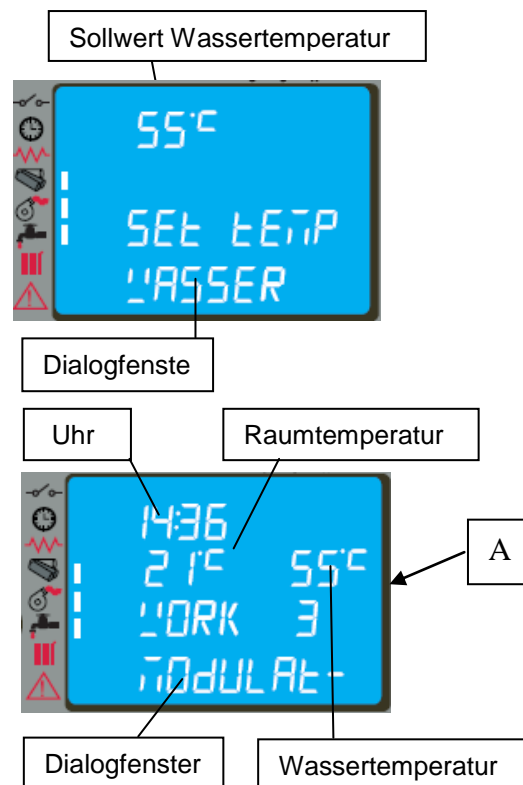 Sollwert Wassertemperatur
55°C
SEt tEMP
WASSER
Dialogfenste
Uhr
Raumtemperatur
14:36
21°C 55°C
A
WORK 3
MOdULAt-
Dialogfenster
Wassertemperatur